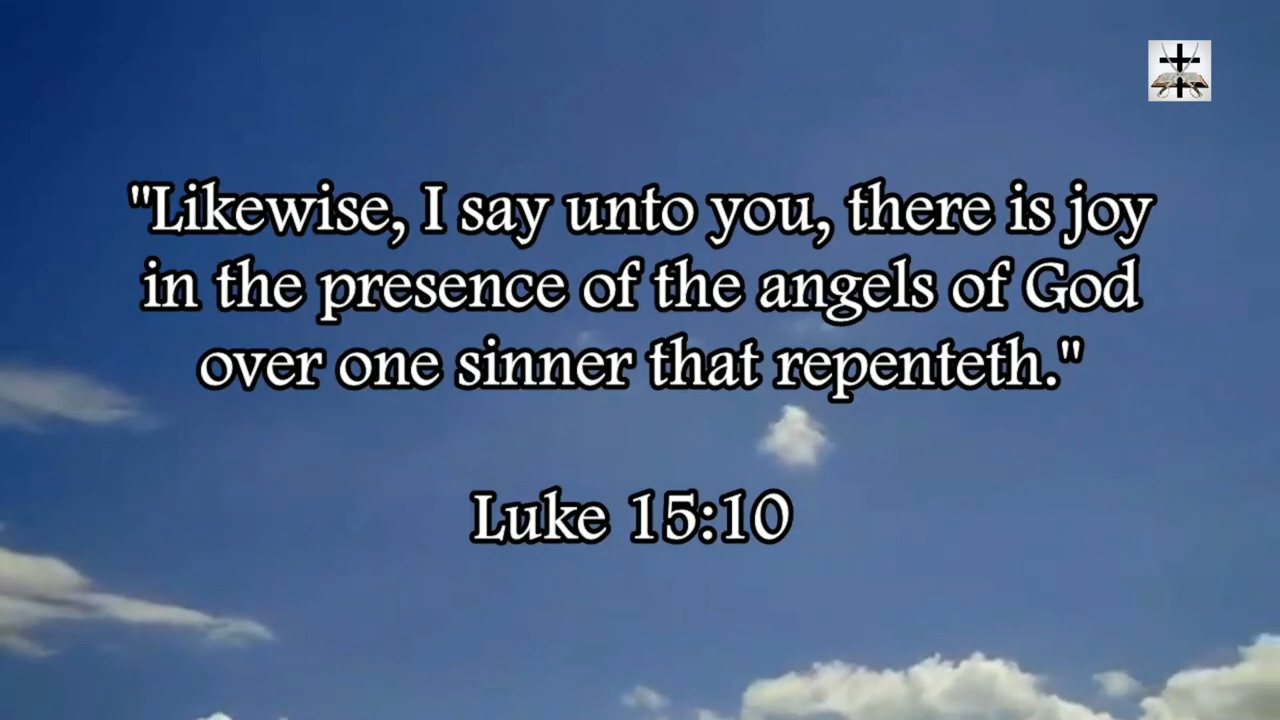 "Likewise, I say unto you, there is joy
in the presence of the angels of God
over one sinner that repenteth."
Luke 15:10